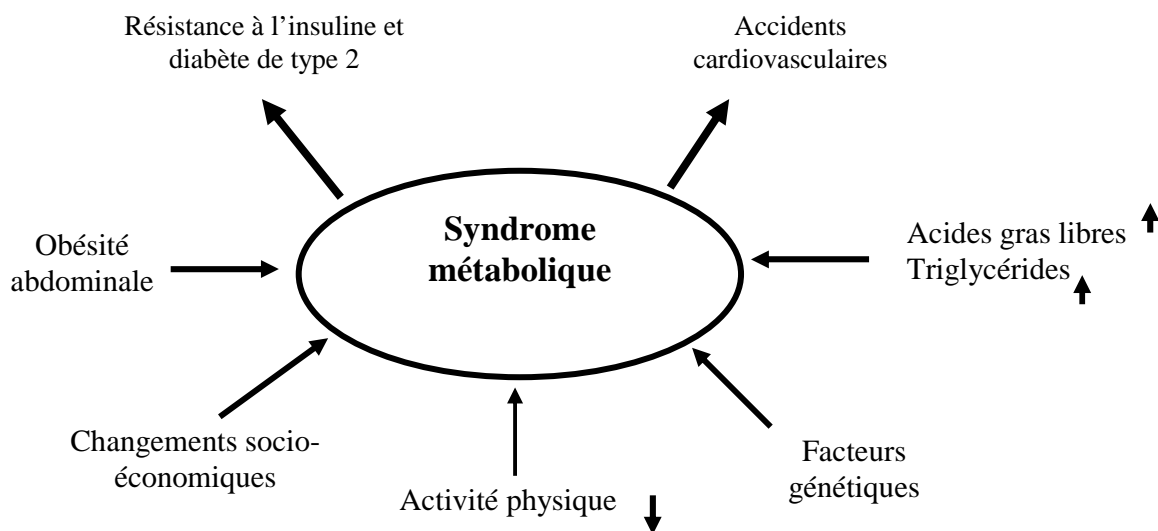 Résistance à l’insuline et
diabète de type 2
Accidents
cardiovasculaires
Syndrome
métabolique
Obésité
abdominale
Acides gras libres
Triglycérides
Changements socio-
économiques
Activité physique
Facteurs
génétiques